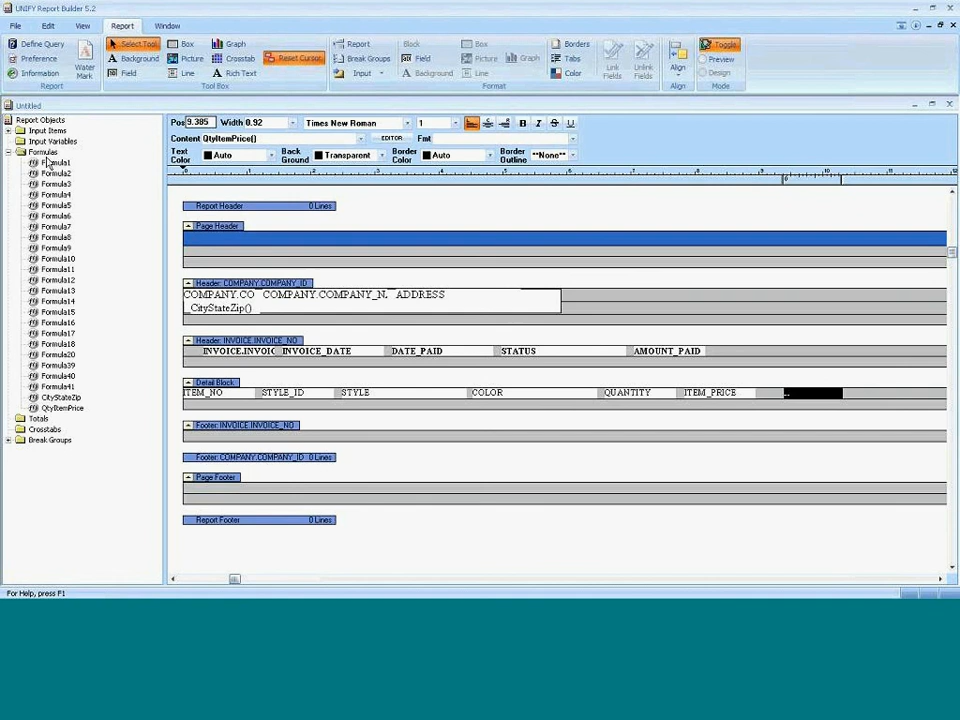 UNIFY Report Builder 5.2
File Edit View Report Window
Define Query
Preference
Information
Water Mark
Report
Select Tool
Background
Field
Box
Picture
Line
Graph
Crosstab
Rich Text
Reset Cursor
Tool Box
Report
Break Groups
Input
Block
Field
Background
Box
Picture
Line
Graph
Borders
Tabs
Color
Format
Link Fields
Unlink Fields
Align
Align
Toggle
Preview
Design
Mode
Untitled
Report Objects
Input Items
Input Variables
Formulas
Formula1
Formula2
Formula3
Formula4
Formula5
Formula6
Formula7
Formula8
Formula9
Formula10
Formula11
Formula12
Formula13
Formula14
Formula15
Formula16
Formula17
Formula18
Formula20
Formula39
Formula40
Formula41
CityStateZip
QtyItemPrice
Totals
Crosstabs
Break Groups
Pos 9.385 Width 0.92 Times New Roman 1 B I S U
Content QtyItemPrice() EDITOR Fmt
Text Color Auto Back Ground Transparent Border Color Auto Border Outline **None**
Report Header 0 Lines
Page Header
Header: COMPANY.COMPANY_ID
COMPANY.CO COMPANY.COMPANY_N. ADDRESS
_CityStateZip()
Header: INVOICE.INVOICE_NO
INVOICE.INVOIC INVOICE_DATE DATE_PAID STATUS AMOUNT_PAID
Detail Block
ITEM_NO STYLE_ID STYLE COLOR QUANTITY ITEM_PRICE
Footer: INVOICE.INVOICE_NO
Footer: COMPANY.COMPANY_ID 0 Lines
Page Footer
Report Footer 0 Lines
For Help, press F1